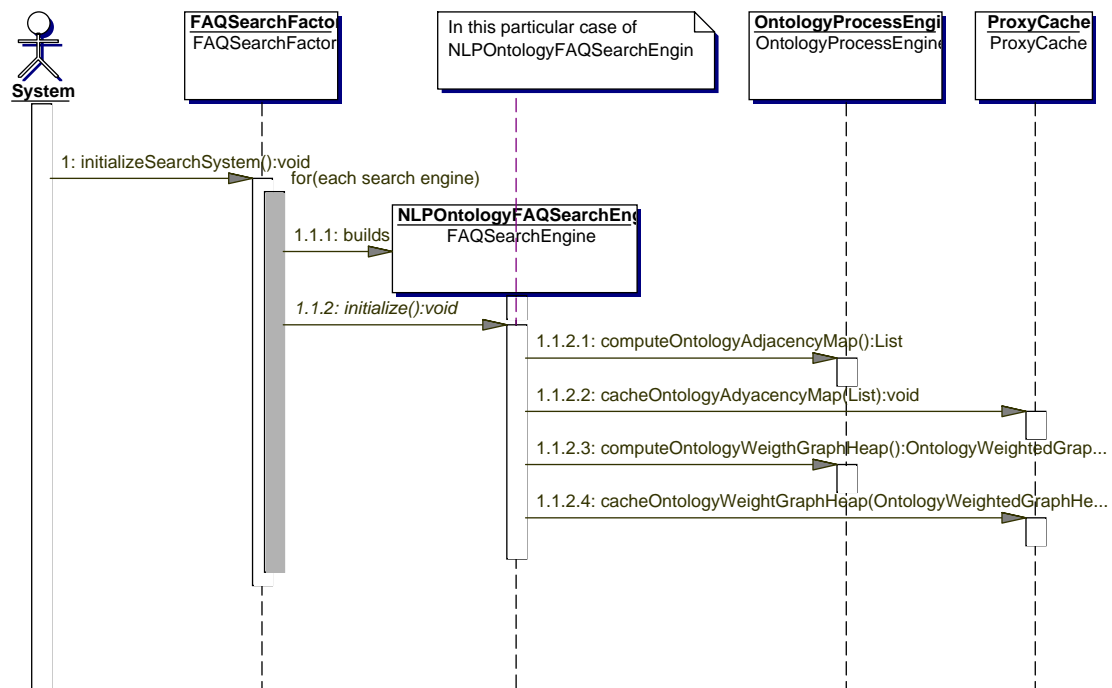 System
FAQSearchFactor
FAQSearchFactor
In this particular case of
NLPOntologyFAQSearchEngin
OntologyProcessEngi
OntologyProcessEngine
ProxyCache
ProxyCache
1: initializeSearchSystem():void
for(each search engine)
NLPOntologyFAQSearchEng
FAQSearchEngine
1.1.1: builds
1.1.2: initialize():void
1.1.2.1: computeOntologyAdjacencyMap():List
1.1.2.2: cacheOntologyAdyacencyMap(List):void
1.1.2.3: computeOntologyWeigthGraphHeap():OntologyWeightedGrap...
1.1.2.4: cacheOntologyWeightGraphHeap(OntologyWeightedGraphHe...